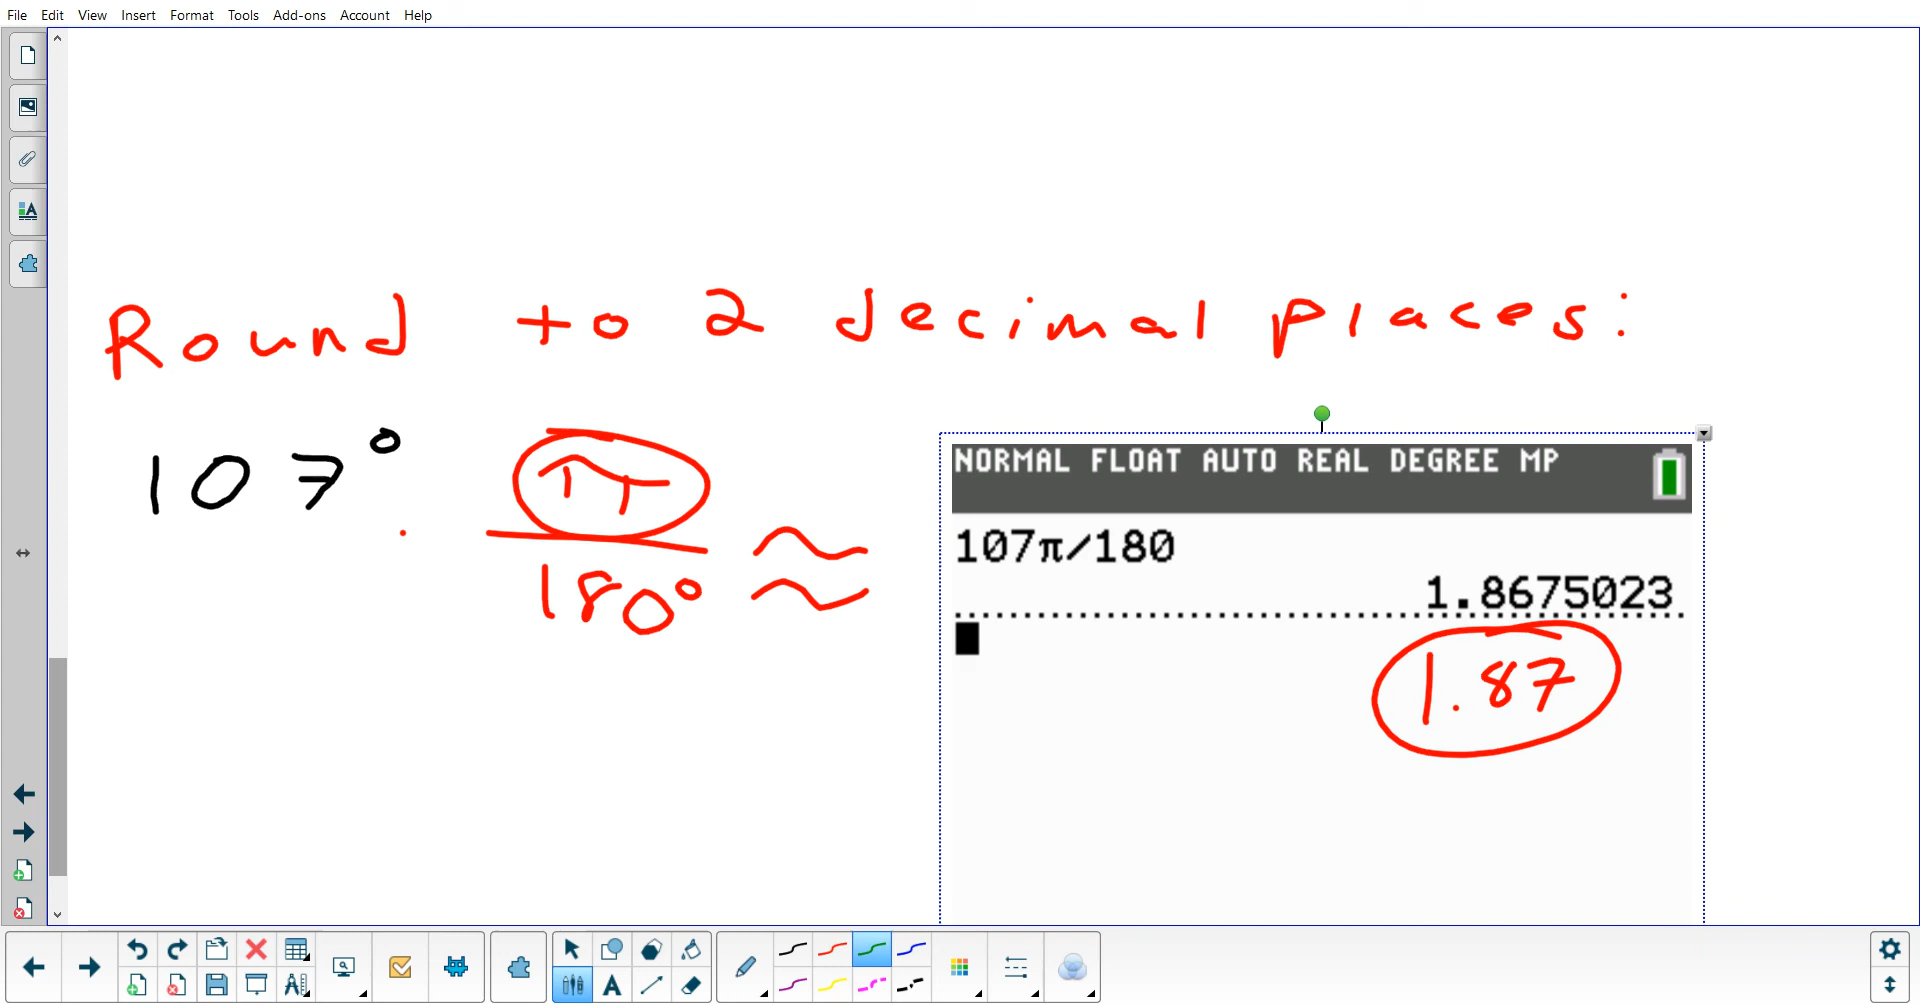 File Edit View Insert Format Tools Add-ons Account Help
Round to 2 decimal places:
107° · π/180° ≈
NORMAL FLOAT AUTO REAL DEGREE MP
107π/180
1.8675023
1.87
A
A